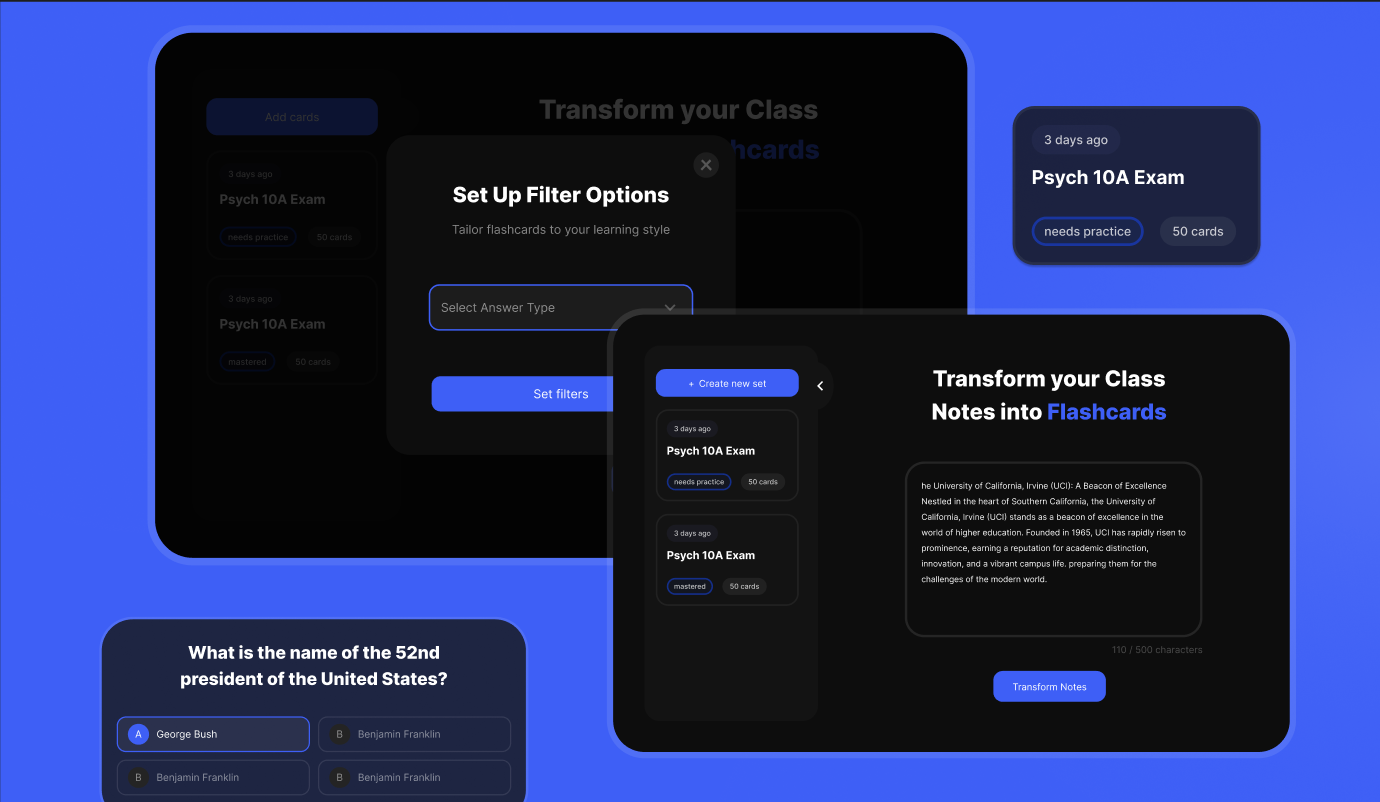 Add cards
3 days ago
Psych 10A Exam
needs practice
50 cards
3 days ago
Psych 10A Exam
mastered
50 cards
Transform your Class
hcards
Set Up Filter Options
Tailor flashcards to your learning style
Select Answer Type
Set filters
3 days ago
Psych 10A Exam
needs practice
50 cards
+ Create new set
3 days ago
Psych 10A Exam
needs practice
50 cards
3 days ago
Psych 10A Exam
mastered
50 cards
Transform your Class
Notes into Flashcards
he University of California, Irvine (UCI): A Beacon of Excellence
Nestled in the heart of Southern California, the University of
California, Irvine (UCI) stands as a beacon of excellence in the
world of higher education. Founded in 1965, UCI has rapidly risen to
prominence, earning a reputation for academic distinction,
innovation, and a vibrant campus life. preparing them for the
challenges of the modern world.
110 / 500 characters
Transform Notes
What is the name of the 52nd
president of the United States?
A George Bush
B Benjamin Franklin
B Benjamin Franklin
B Benjamin Franklin